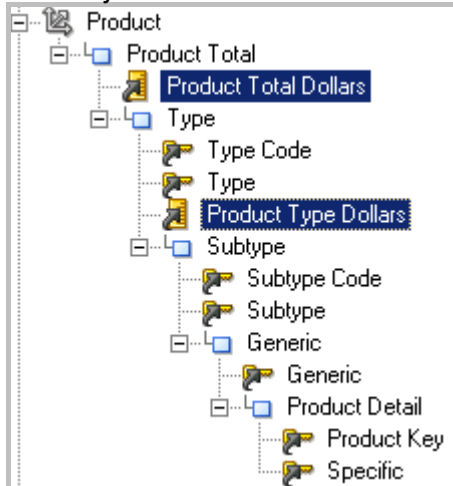 Product
Product Total
Product Total Dollars
Type
Type Code
Type
Product Type Dollars
Subtype
Subtype Code
Subtype
Generic
Generic
Product Detail
Product Key
Specific